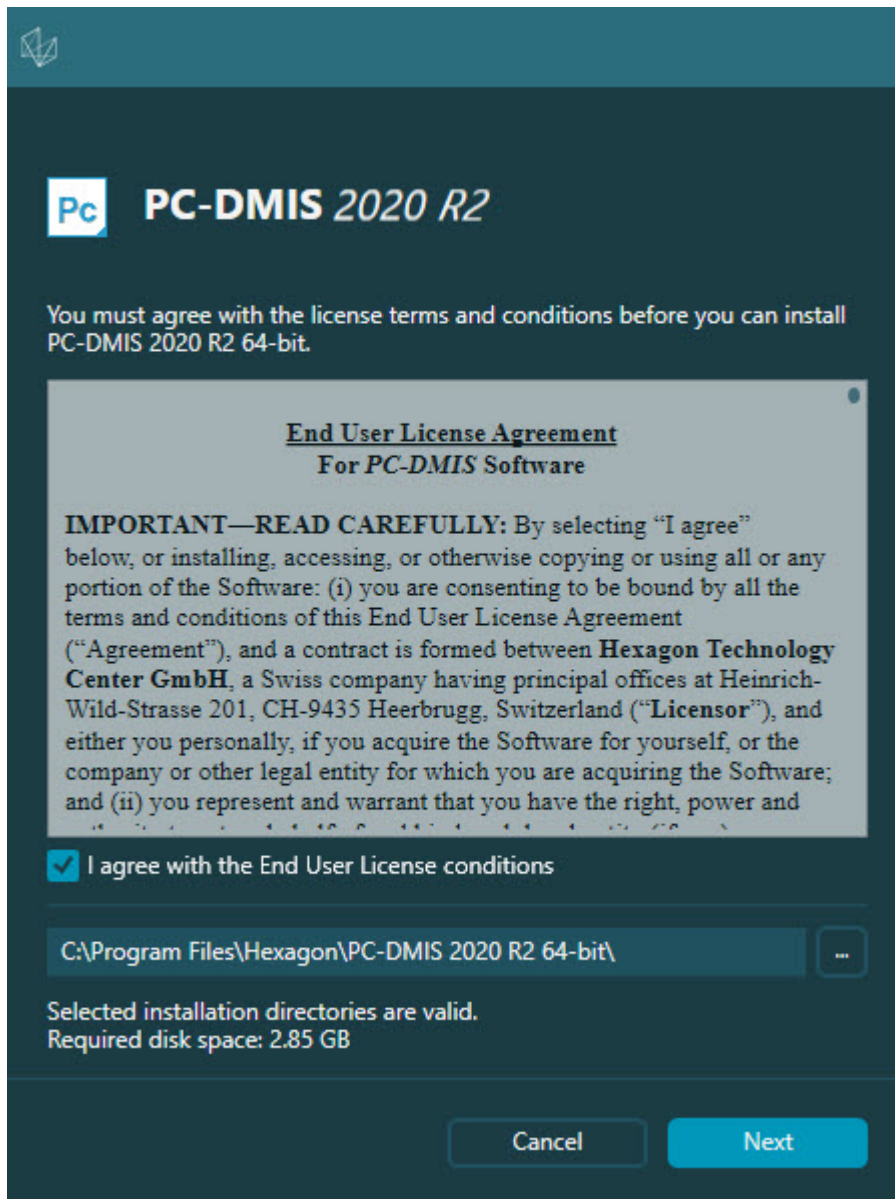 Pc
PC-DMIS 2020 R2
You must agree with the license terms and conditions before you can install
PC-DMIS 2020 R2 64-bit.
End User License Agreement
For PC-DMIS Software
IMPORTANT—READ CAREFULLY: By selecting “I agree”
below, or installing, accessing, or otherwise copying or using all or any
portion of the Software: (i) you are consenting to be bound by all the
terms and conditions of this End User License Agreement
(“Agreement”), and a contract is formed between Hexagon Technology
Center GmbH, a Swiss company having principal offices at Heinrich-
Wild-Strasse 201, CH-9435 Heerbrugg, Switzerland (“Licensor”), and
either you personally, if you acquire the Software for yourself, or the
company or other legal entity for which you are acquiring the Software;
and (ii) you represent and warrant that you have the right, power and
I agree with the End User License conditions
C:\Program Files\Hexagon\PC-DMIS 2020 R2 64-bit\
...
Selected installation directories are valid.
Required disk space: 2.85 GB
Cancel
Next